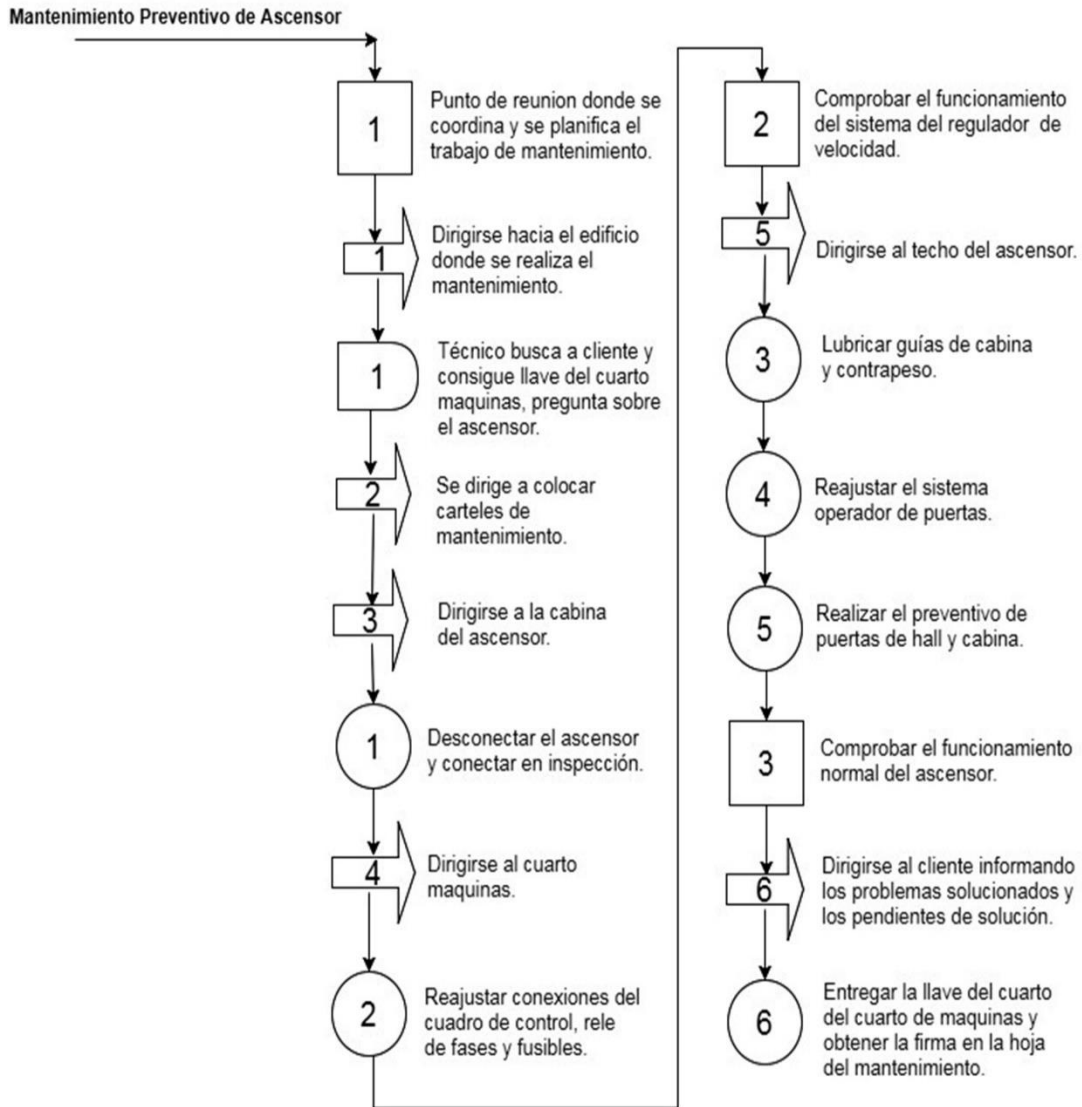 Mantenimiento Preventivo de Ascensor
1
Punto de reunion donde se
coordina y se planifica el
trabajo de mantenimiento.
1
Dirigirse hacia el edificio
donde se realiza el
mantenimiento.
1
Técnico busca a cliente y
consigue llave del cuarto
maquinas, pregunta sobre
el ascensor.
2
Se dirige a colocar
carteles de
mantenimiento.
3
Dirigirse a la cabina
del ascensor.
1
Desconectar el ascensor
y conectar en inspección.
4
Dirigirse al cuarto
maquinas.
2
Reajustar conexiones del
cuadro de control, rele
de fases y fusibles.
2
Comprobar el funcionamiento
del sistema del regulador de
velocidad.
5
Dirigirse al techo del ascensor.
3
Lubricar guías de cabina
y contrapeso.
4
Reajustar el sistema
operador de puertas.
5
Realizar el preventivo de
puertas de hall y cabina.
3
Comprobar el funcionamiento
normal del ascensor.
6
Dirigirse al cliente informando
los problemas solucionados y
los pendientes de solución.
6
Entregar la llave del cuarto
del cuarto de maquinas y
obtener la firma en la hoja
del mantenimiento.